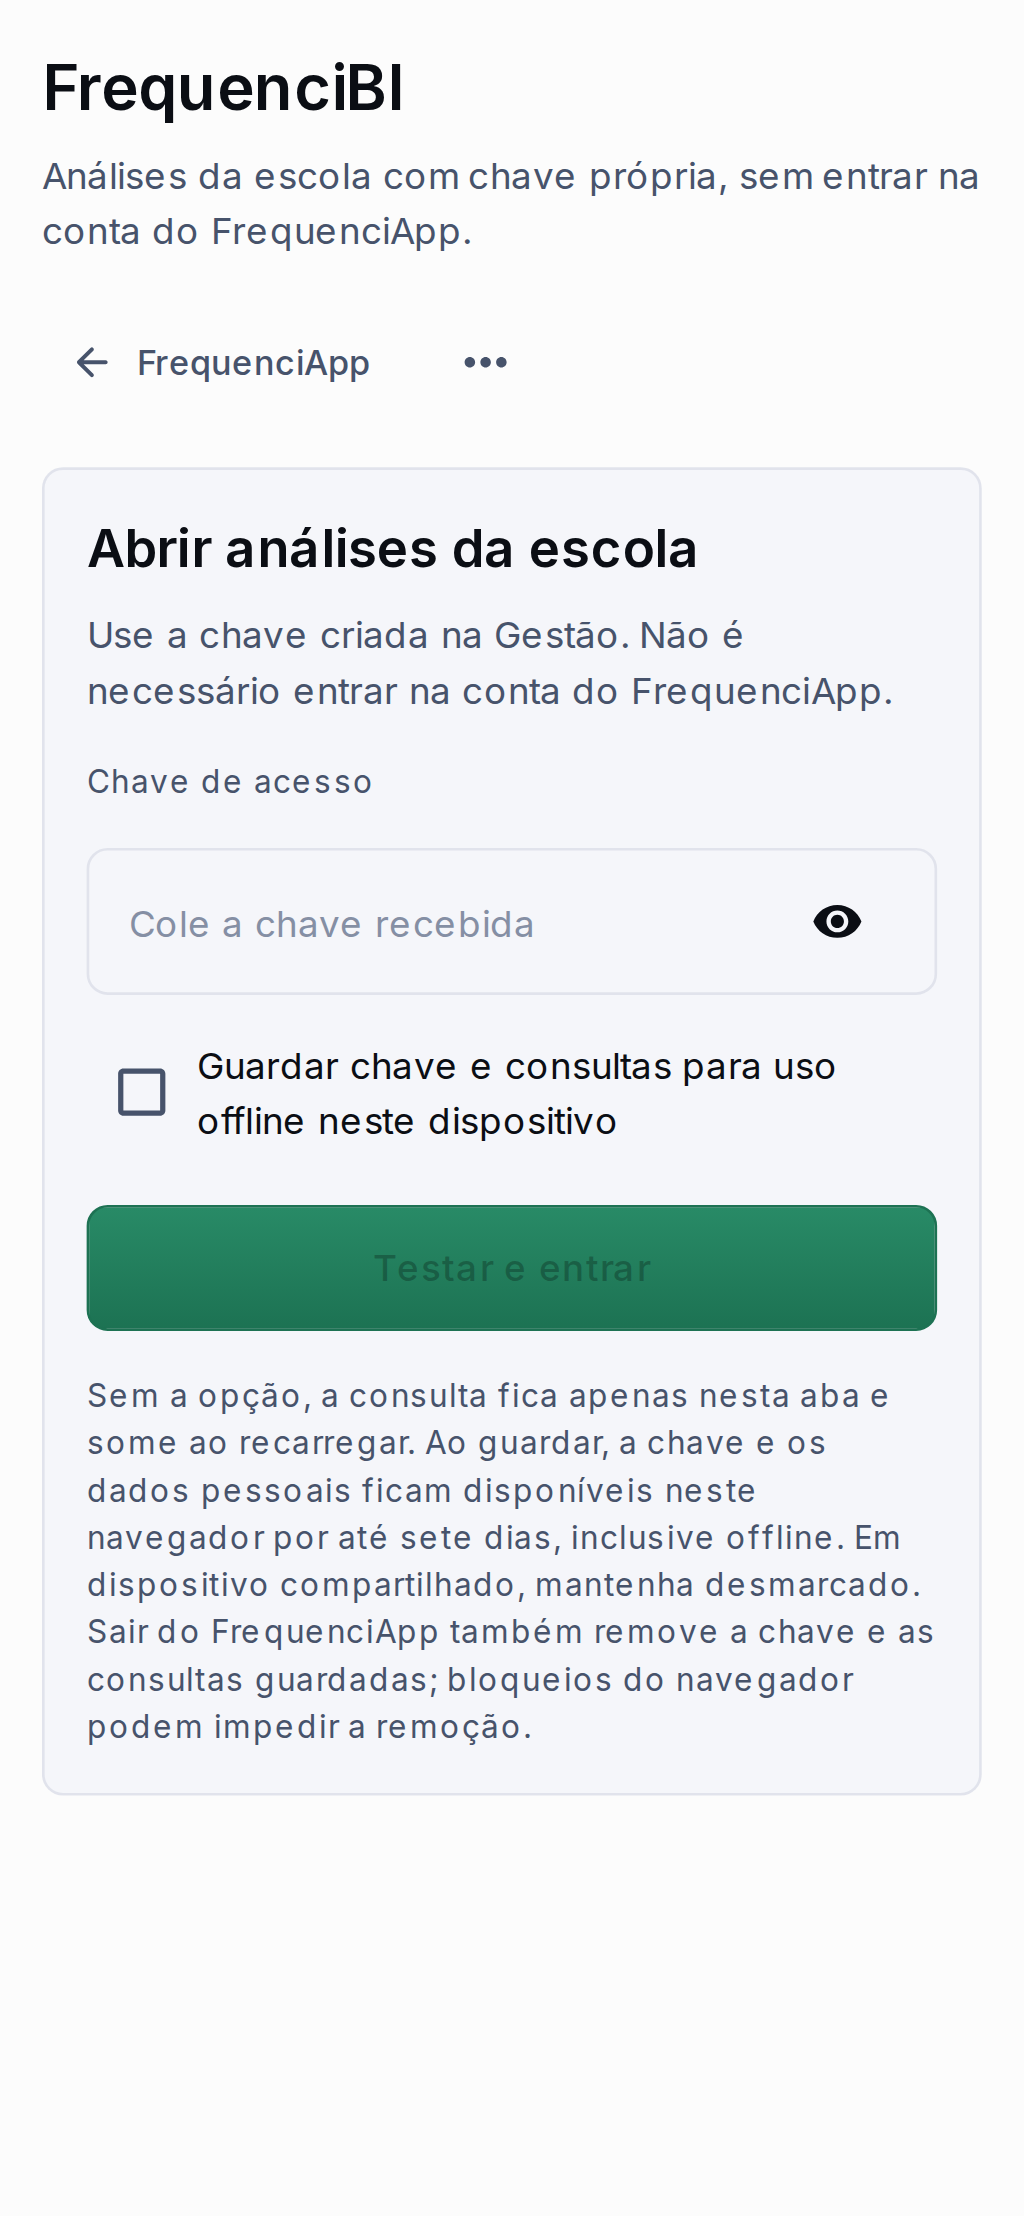 FrequenciBI
Análises da escola com chave própria, sem entrar na
conta do FrequenciApp.
FrequenciApp
Abrir análises da escola
Use a chave criada na Gestão. Não é
necessário entrar na conta do FrequenciApp.
Chave de acesso
Cole a chave recebida
Guardar chave e consultas para uso
offline neste dispositivo
Testar e entrar
Sem a opção, a consulta fica apenas nesta aba e
some ao recarregar. Ao guardar, a chave e os
dados pessoais ficam disponíveis neste
navegador por até sete dias, inclusive offline. Em
dispositivo compartilhado, mantenha desmarcado.
Sair do FrequenciApp também remove a chave e as
consultas guardadas; bloqueios do navegador
podem impedir a remoção.